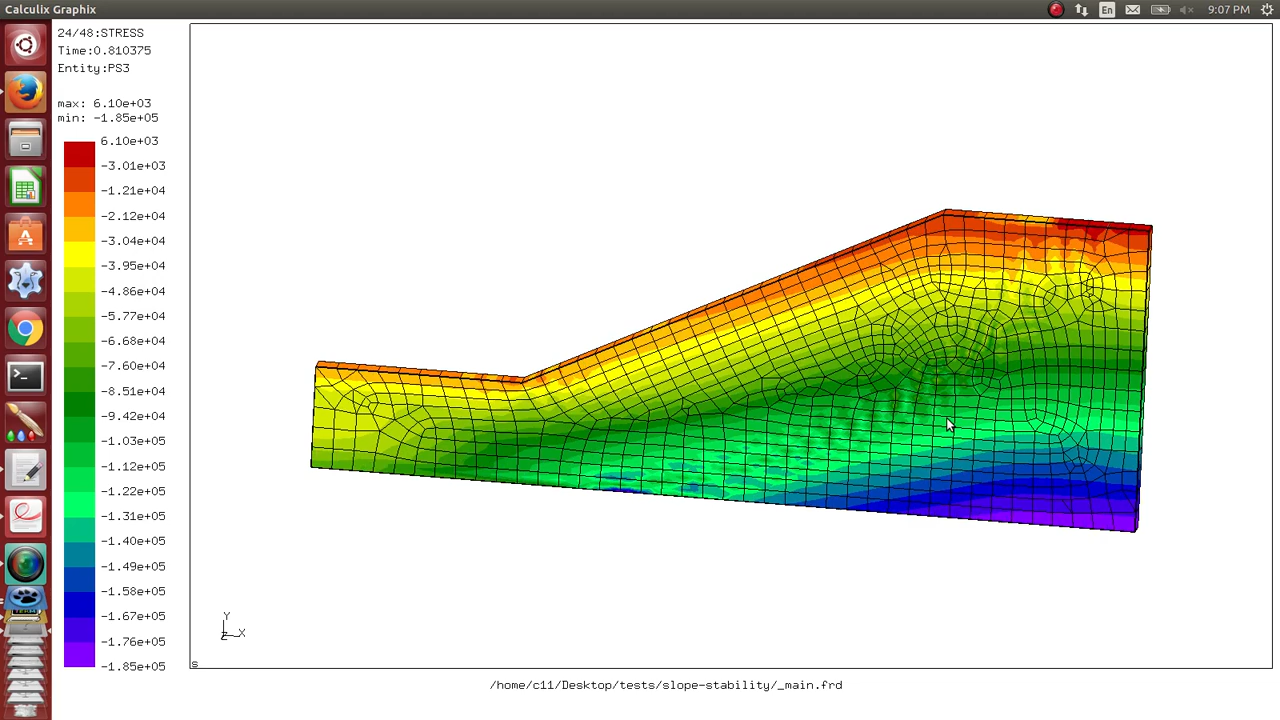 Calculix Graphix
En
9:07 PM
24/48:STRESS
Time:0.810375
Entity:PS3
max: 6.10e+03
min: -1.85e+05
6.10e+03
-3.01e+03
-1.21e+04
-2.12e+04
-3.04e+04
-3.95e+04
-4.86e+04
-5.77e+04
-6.68e+04
-7.60e+04
-8.51e+04
-9.42e+04
-1.03e+05
-1.12e+05
-1.22e+05
-1.31e+05
-1.40e+05
-1.49e+05
-1.58e+05
-1.67e+05
-1.76e+05
-1.85e+05
Y
Z
X
s
/home/c11/Desktop/tests/slope-stability/_main.frd